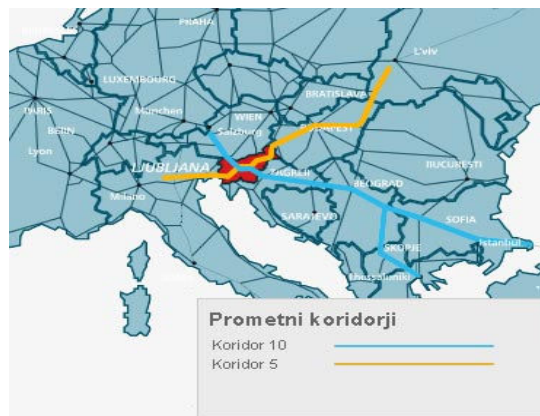 PRAHA
L'viv
LUXEMBOURG
BRATISLAVA
PARIS
München
WIEN
BERN
Salzburg
Lyon
LJUBLJANA
ZAGREB
BUCURESTI
Milano
BEOGRAD
SARAJEVO
SOFIA
Istanbul
SKOPJE
Thessaloniki
Prometni koridorji
Koridor 10
Koridor 5